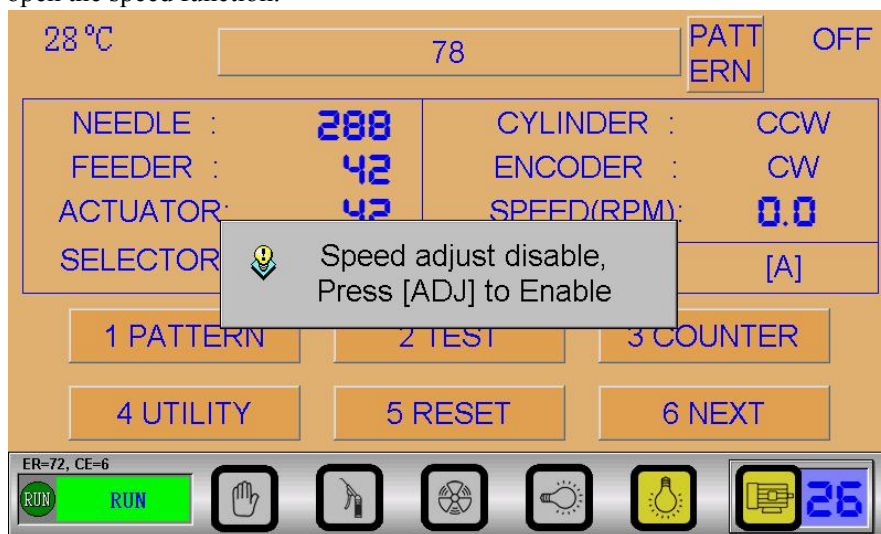 open the speed function.
28℃
78
PATT
ERN
OFF
NEEDLE : 288
CYLINDER : CCW
FEEDER : 42
ENCODER : CW
ACTUATOR: 42
SPEED(RPM): 0.0
SELECTOR
[A]
Speed adjust disable,
Press [ADJ] to Enable
1 PATTERN
2 TEST
3 COUNTER
4 UTILITY
5 RESET
6 NEXT
ER=72, CE=6
RUN
RUN
26